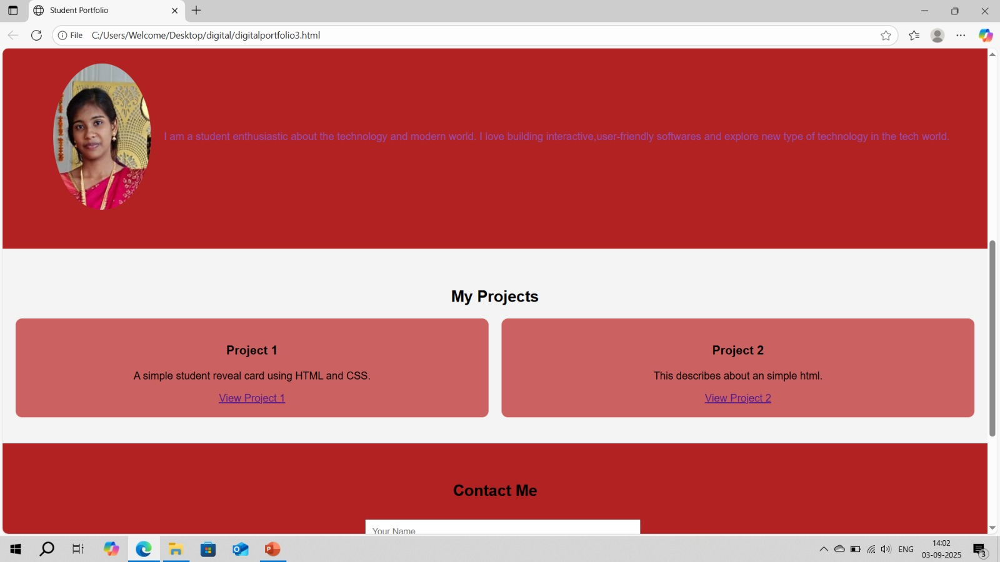 Student Portfolio
File C:/Users/Welcome/Desktop/digital/digitalportfolio3.html
I am a student enthusiastic about the technology and modern world. I love building interactive,user-friendly softwares and explore new type of technology in the tech world.
My Projects
Project 1
A simple student reveal card using HTML and CSS.
View Project 1
Project 2
This describes about an simple html.
View Project 2
Contact Me
Your Name
ENG
14:02
03-09-2025
3